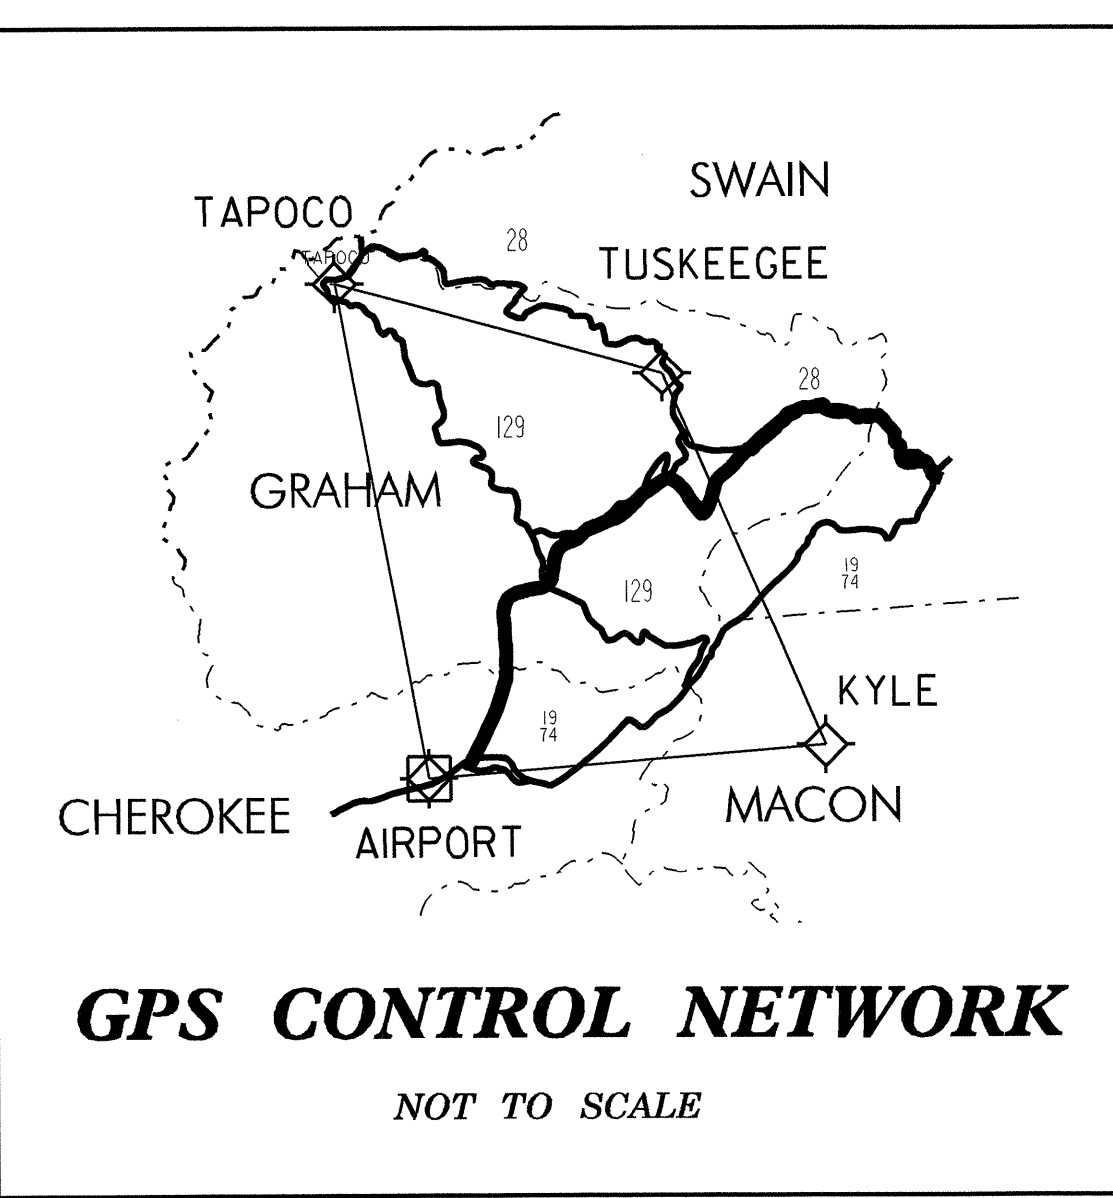 SWAIN
TAPOCO
28
TAPOCO
TUSKEEGEE
28
129
GRAHAM
19
74
129
KYLE
19
74
CHEROKEE
MACON
AIRPORT
GPS CONTROL NETWORK
NOT TO SCALE